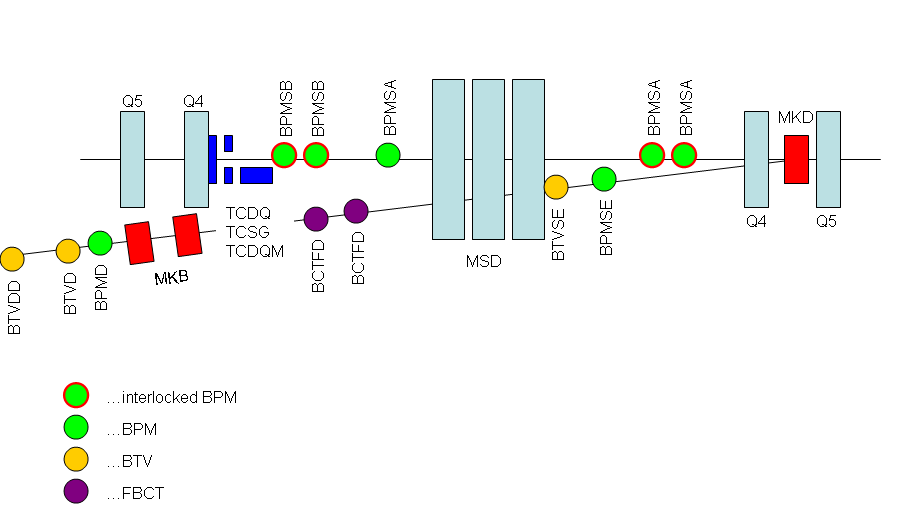 Q5
Q4
BPMSB
BPMSB
BPMSA
BPMSA
BPMSA
MKD
Q4
Q5
TCDQ
TCSG
TCDQM
BCTFD
BCTFD
MSD
BTVSE
BPMSE
MKB
BTVDD
BTVD
BPMD
...interlocked BPM
...BPM
...BTV
...FBCT